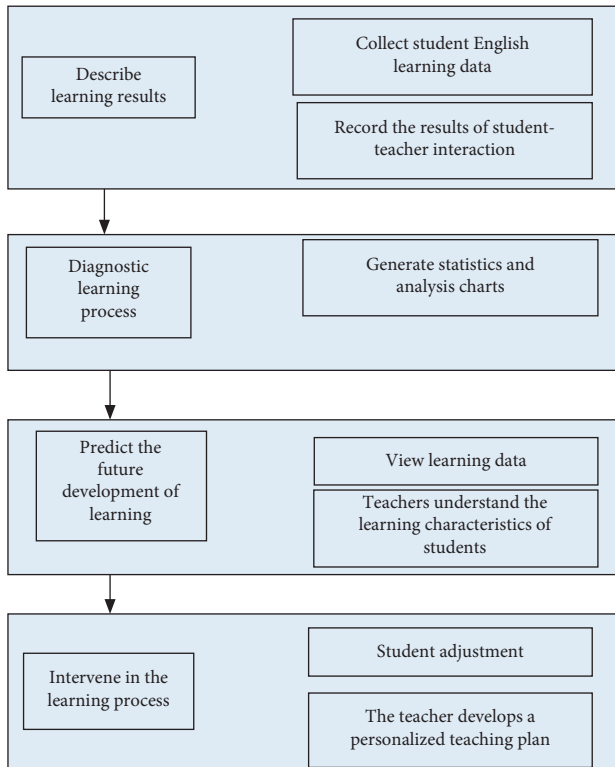 Describe
learning results
Collect student English
learning data
Record the results of student-
teacher interaction
Diagnostic
learning
process
Generate statistics and
analysis charts
Predict the
future
development of
learning
View learning data
Teachers understand the
learning characteristics of
students
Intervene in the
learning process
Student adjustment
The teacher develops a
personalized teaching plan